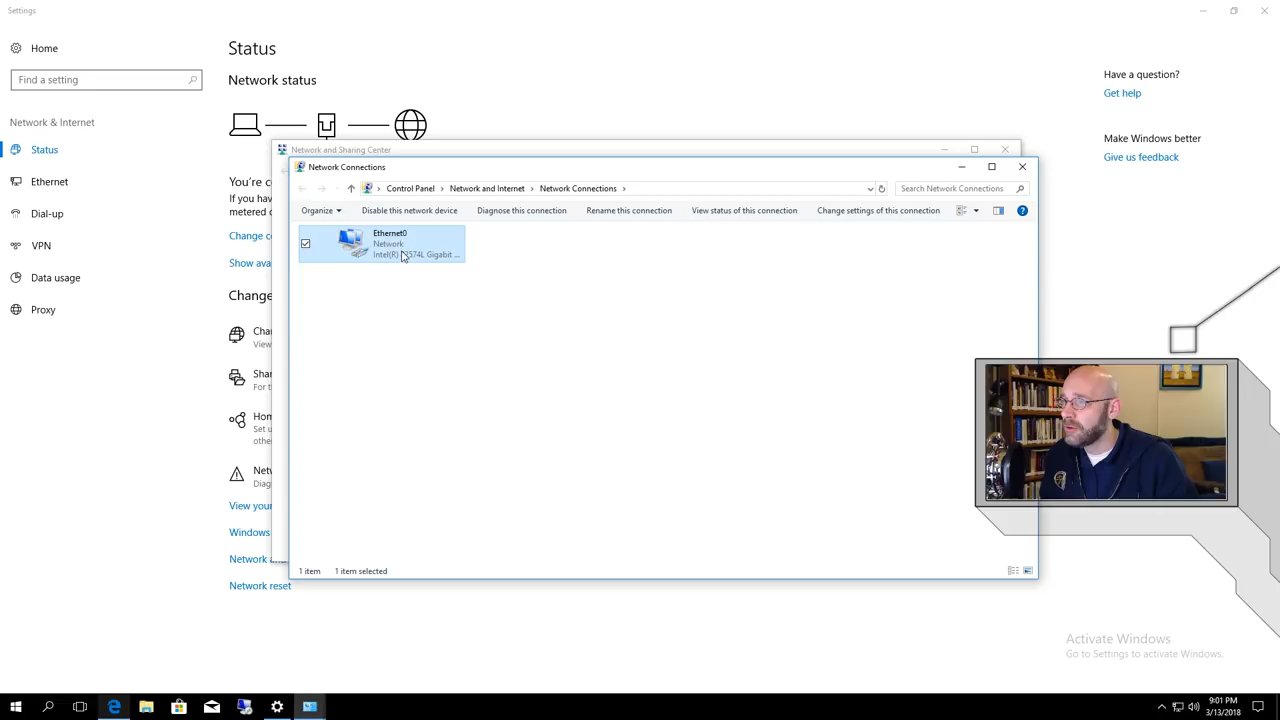 Settings
Home
Find a setting
Network & Internet
Status
Ethernet
Dial-up
VPN
Data usage
Proxy
Status
Network status
You're c
If you hav
metered c
Change c
Show ava
Change
Cha
View
Sha
For t
Hom
Set u
othe
Netw
Diag
View your
Windows
Network an
Network reset
Have a question?
Get help
Make Windows better
Give us feedback
Network and Sharing Center
Network Connections
Control Panel > Network and Internet > Network Connections >
Search Network Connections
Organize
Disable this network device
Diagnose this connection
Rename this connection
View status of this connection
Change settings of this connection
Ethernet0
Network
Intel(R) 574L Gigabit ...
1 item
1 item selected
Activate Windows
Go to Settings to activate Windows.
9:01 PM
3/13/2018